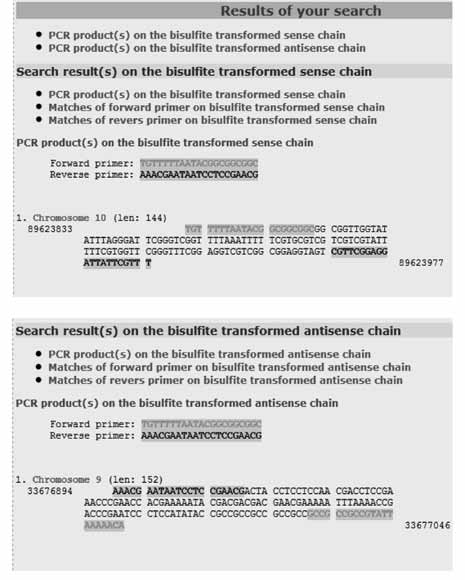 Results of your search
PCR product(s) on the bisulfite transformed sense chain
PCR product(s) on the bisulfite transformed antisense chain
Search result(s) on the bisulfite transformed sense chain
PCR product(s) on the bisulfite transformed sense chain
Matches of forward primer on bisulfite transformed sense chain
Matches of revers primer on bisulfite transformed sense chain
PCR product(s) on the bisulfite transformed sense chain
Forward primer: TGTTTTTAATACGGCGGCGGC
Reverse primer: AAACGAATAATCCTCCGAACG
1. Chromosome 10 (len: 144)
89623833 TGT TTTTAATACG GCGGCGGCGG CGGTTGGTAT
ATTTAGGGAT TCGGGTCGGT TTTAAATTTT TCGTGCGTCG TCGTCGTATT
TTTCGTGGTT CGGGTTTCGG AGGTCGTCGG CGGAGGTAGT CGTTCGGAGG
ATTATTCGTT T 89623977
Search result(s) on the bisulfite transformed antisense chain
PCR product(s) on the bisulfite transformed antisense chain
Matches of forward primer on bisulfite transformed antisense chain
Matches of revers primer on bisulfite transformed antisense chain
PCR product(s) on the bisulfite transformed antisense chain
Forward primer: TGTTTTTAATACGGCGGCGGC
Reverse primer: AAACGAATAATCCTCCGAACG
1. Chromosome 9 (len: 152)
33676894 AAACG AATAATCCTC CGAACGACTA CCTCCTCCAA CGACCTCCGA
AACCCGAACC ACGAAAAATA CGACGACGAC GAACGAAAAA TTTAAAACCG
ACCCGAATCC CTCCATATAC CGCCGCCGCC GCCGCCGCCG CCGCCGTATT
AAAAACA 33677046